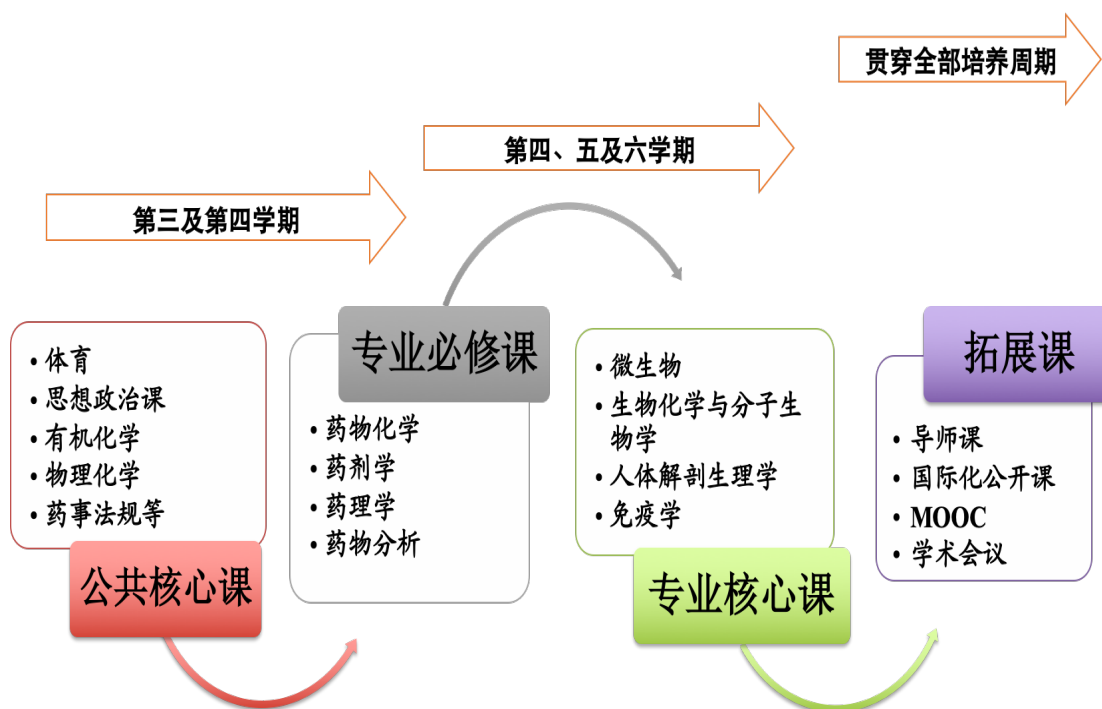 贯穿全部培养周期
第四、五及六学期
第三及第四学期
• 体育
• 思想政治课
• 有机化学
• 物理化学
• 药事法规等
公共核心课
专业必修课
• 药物化学
• 药剂学
• 药理学
• 药物分析
• 微生物
• 生物化学与分子生
物学
• 人体解剖生理学
• 免疫学
专业核心课
拓展课
• 导师课
• 国际化公开课
• MOOC
• 学术会议